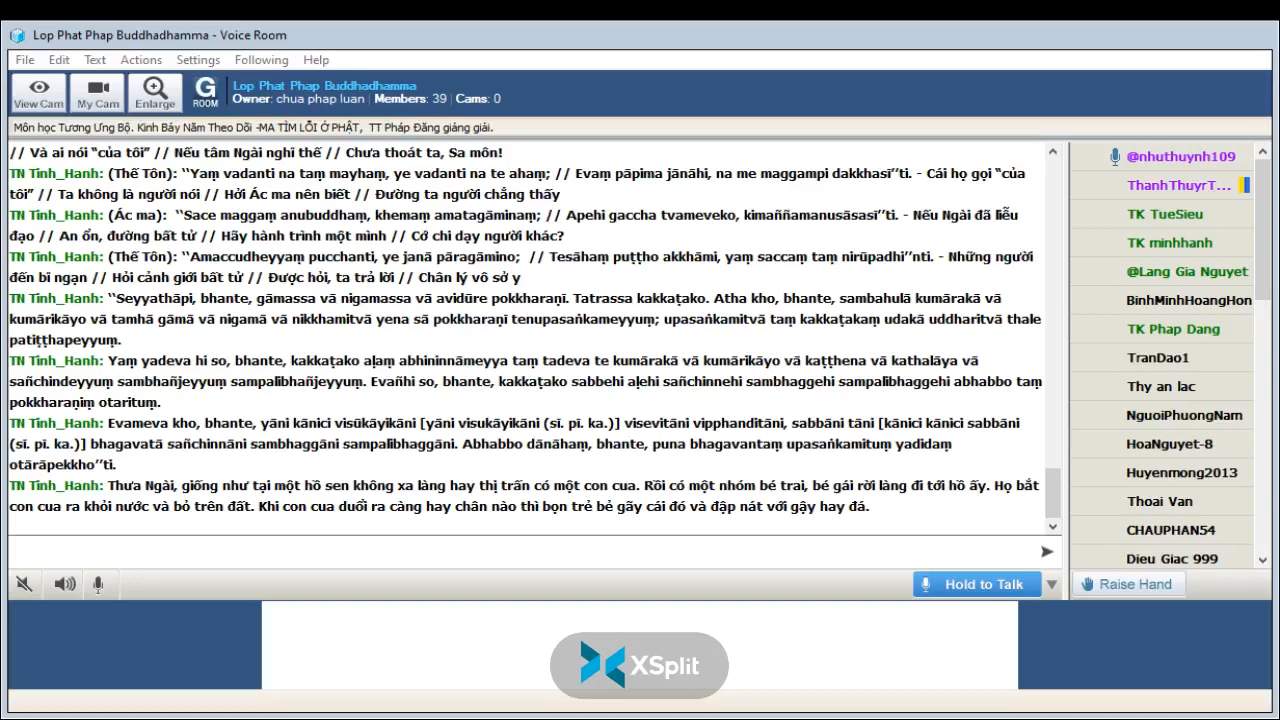 Lop Phat Phap Buddhadhamma - Voice Room
File Edit Text Actions Settings Following Help
View Cam
My Cam
Enlarge
G ROOM
Lop Phat Phap Buddhadhamma
Owner: chua phap luan | Members: 39 | Cams: 0
Môn học Tương Ưng Bộ. Kinh Bảy Năm Theo Dõi -MA TÌM LỖI Ở PHẬT, TT Pháp Đăng giảng giải.
// Và ai nói “của tôi” // Nếu tâm Ngài nghi thế // Chưa thoát ta, Sa môn!
TN Tinh_Hanh: (Thế Tôn): ‘‘Yaṃ vadanti na taṃ mayhaṃ, ye vadanti na te ahaṃ; // Evaṃ pāpima jānāhi, na me maggampi dakkhasī’’ti. - Cái họ gọi “của
tôi” // Ta không là người nói // Hởi Ác ma nên biết // Đường ta người chẳng thấy
TN Tinh_Hanh: (Ác ma): ‘‘Sace maggaṃ anubuddhaṃ, khemaṃ amatagāminaṃ; // Apehi gaccha tvameveko, kimaññamanusāsasī’’ti. - Nếu Ngài đã liễu
đạo // An ổn, đường bất tử // Hãy hành trình một mình // Cớ chi dạy người khác?
TN Tinh_Hanh: (Thế Tôn): ‘‘Amaccudheyyaṃ pucchanti, ye janā pāragāmino; // Tesāhaṃ puṭṭho akkhāmi, yaṃ saccaṃ taṃ nirūpadhi’’nti. - Những người
đến bỉ ngạn // Hỏi cảnh giới bất tử // Được hỏi, ta trả lời // Chân lý vô sở y
TN Tinh_Hanh: ‘‘Seyyathāpi, bhante, gāmassa vā nigamassa vā avidūre pokkharaṇī. Tatrassa kakkaṭako. Atha kho, bhante, sambahulā kumārakā vā
kumārikāyo vā tamhā gāmā vā nigamā vā nikkhamitvā yena sā pokkharaṇī tenupasaṅkameyyuṃ; upasaṅkamitvā taṃ kakkaṭakaṃ udakā uddharitvā thale
patiṭṭhapeyyuṃ.
TN Tinh_Hanh: Yaṃ yadeva hi so, bhante, kakkaṭako aḷaṃ abhininnāmeyya taṃ tadeva te kumārakā vā kumārikāyo vā kaṭṭhena vā kathalāya vā
sañchindeyyuṃ sambhañjeyyuṃ sampalibhañjeyyuṃ. Evañhi so, bhante, kakkaṭako sabbehi aḷehi sañchinnehi sambhaggehi sampalibhaggehi abhabbo taṃ
pokkharaṇiṃ otarituṃ.
TN Tinh_Hanh: Evameva kho, bhante, yāni kānici visūkāyikāni [yāni visukāyikāni (sī. pī. ka.)] visevitāni vipphanditāni, sabbāni tāni [kānici kānici sabbāni
(sī. pī. ka.)] bhagavatā sañchinnāni sambhaggāni sampalibhaggāni. Abhabbo dānāhaṃ, bhante, puna bhagavantaṃ upasaṅkamituṃ yadidaṃ
otārāpekkho’’ti.
TN Tinh_Hanh: Thưa Ngài, giống như tại một hồ sen không xa làng hay thị trấn có một con cua. Rồi có một nhóm bé trai, bé gái rời làng đi tới hồ ấy. Họ bắt
con cua ra khỏi nước và bỏ trên đất. Khi con cua duỗi ra càng hay chân nào thì bọn trẻ bẻ gãy cái đó và đập nát với gậy hay đá.
@nhuthuynh109
ThanhThuyrT...
TK TueSieu
TK minhhanh
@Lang Gia Nguyet
BinhMinhHoangHon
TK Phap Dang
TranDao1
Thy an lac
NguoiPhuongNam
HoaNguyet-8
Huyenmong2013
Thoai Van
CHAUPHAN54
Dieu Giac 999
Hold to Talk
Raise Hand
XSplit